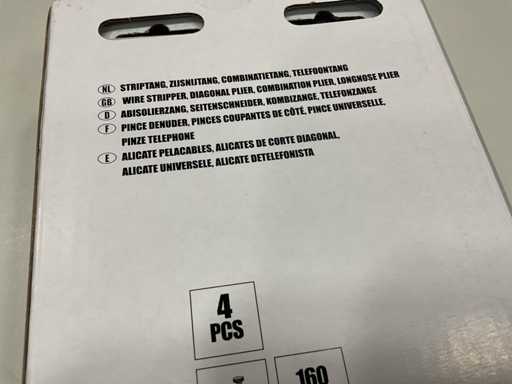 NL STRIPTANG, ZIJSNIJTANG, COMBINATIETANG, TELEFOONTANG
GB WIRE STRIPPER, DIAGONAL PLIER, COMBINATION PLIER, LONGNOSE PLIER
D ABISOLIERZANG, SEITENSCHNEIDER, KOMBIZANGE, TELEFONZANGE
F PINCE DENUDER, PINCES COUPANTES DE CÔTÉ, PINCE UNIVERSELLE,
PINZE TELEPHONE
E ALICATE PELACABLES, ALICATES DE CORTE DIAGONAL,
ALICATE UNIVERSELE, ALICATE DETELEFONISTA
4
PCS
160